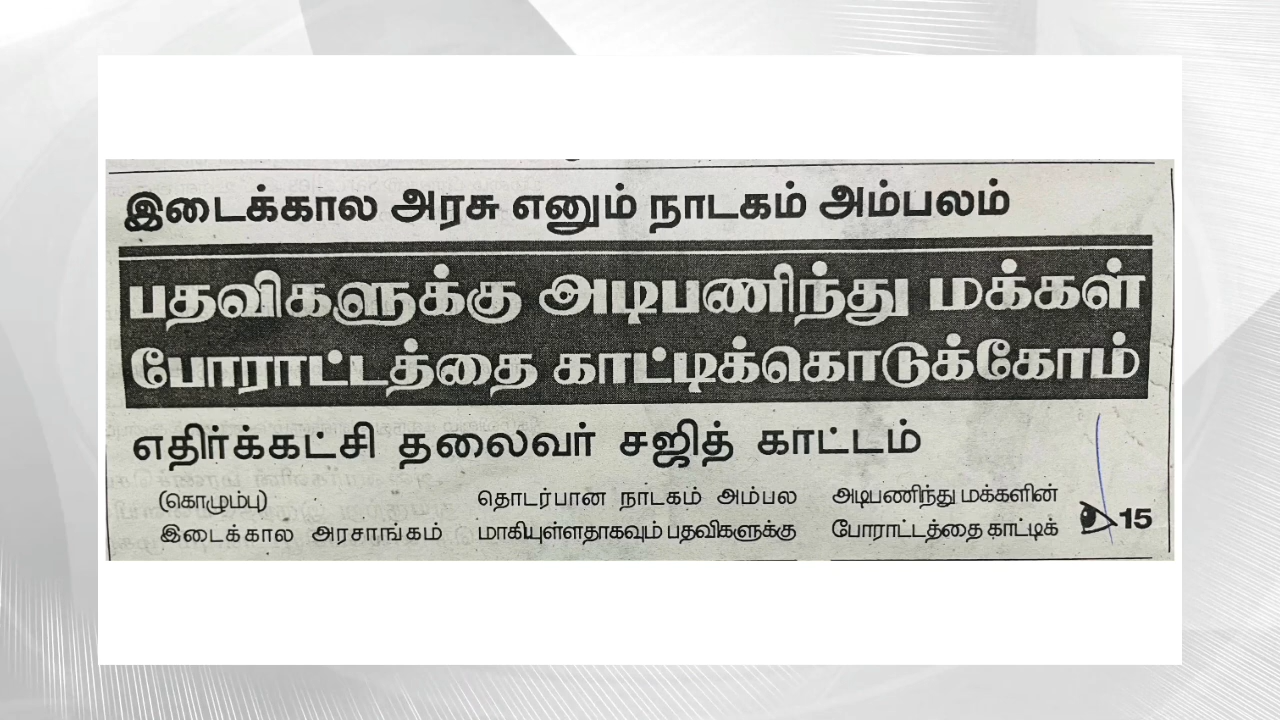 இடைக்கால அரசு எனும் நாடகம் அம்பலம்
பதவிகளுக்கு அடிபணிந்து மக்கள்
போராட்டத்தை காட்டிக்கொடுக்கோம்
எதிர்க்கட்சி தலைவர் சஜித் காட்டம்
(கொழும்பு)
இடைக்கால அரசாங்கம்
தொடர்பான நாடகம் அம்பல
மாகியுள்ளதாகவும் பதவிகளுக்கு
அடிபணிந்து மக்களின்
போராட்டத்தை காட்டிக்
15